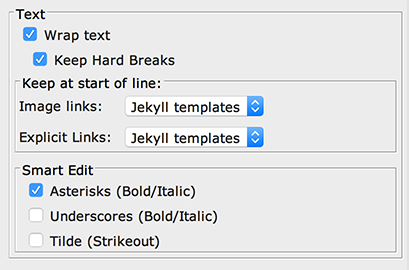 Text
Wrap text
Keep Hard Breaks
Keep at start of line:
Image links: Jekyll templates
Explicit Links: Jekyll templates
Smart Edit
Asterisks (Bold/Italic)
Underscores (Bold/Italic)
Tilde (Strikeout)